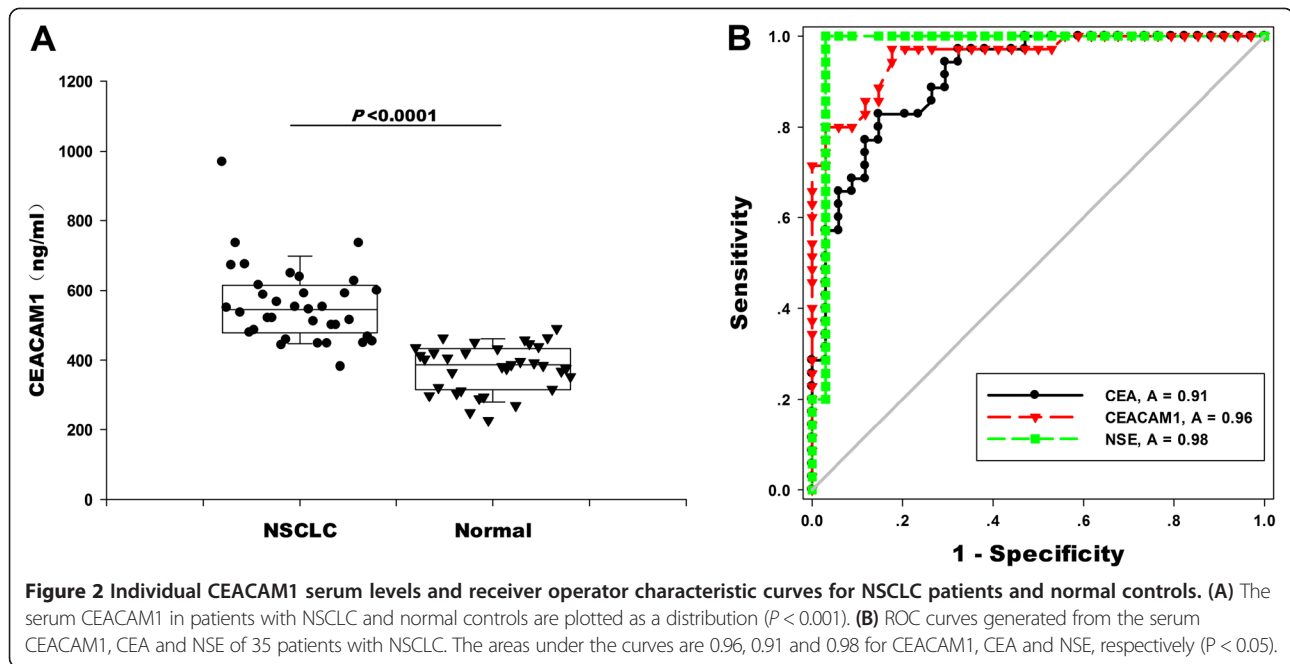 A
1200
P<0.0001
1000
800
600
400
200
0
CEACAM1 (ng/ml)
NSCLC
Normal
B
1.0
.8
.6
.4
.2
0.0
Sensitivity
CEA, A = 0.91
CEACAM1, A = 0.96
NSE, A = 0.98
0.0
.2
.4
.6
.8
1.0
1 - Specificity
Figure 2 Individual CEACAM1 serum levels and receiver operator characteristic curves for NSCLC patients and normal controls. (A) The
serum CEACAM1 in patients with NSCLC and normal controls are plotted as a distribution (P < 0.001). (B) ROC curves generated from the serum
CEACAM1, CEA and NSE of 35 patients with NSCLC. The areas under the curves are 0.96, 0.91 and 0.98 for CEACAM1, CEA and NSE, respectively (P < 0.05).